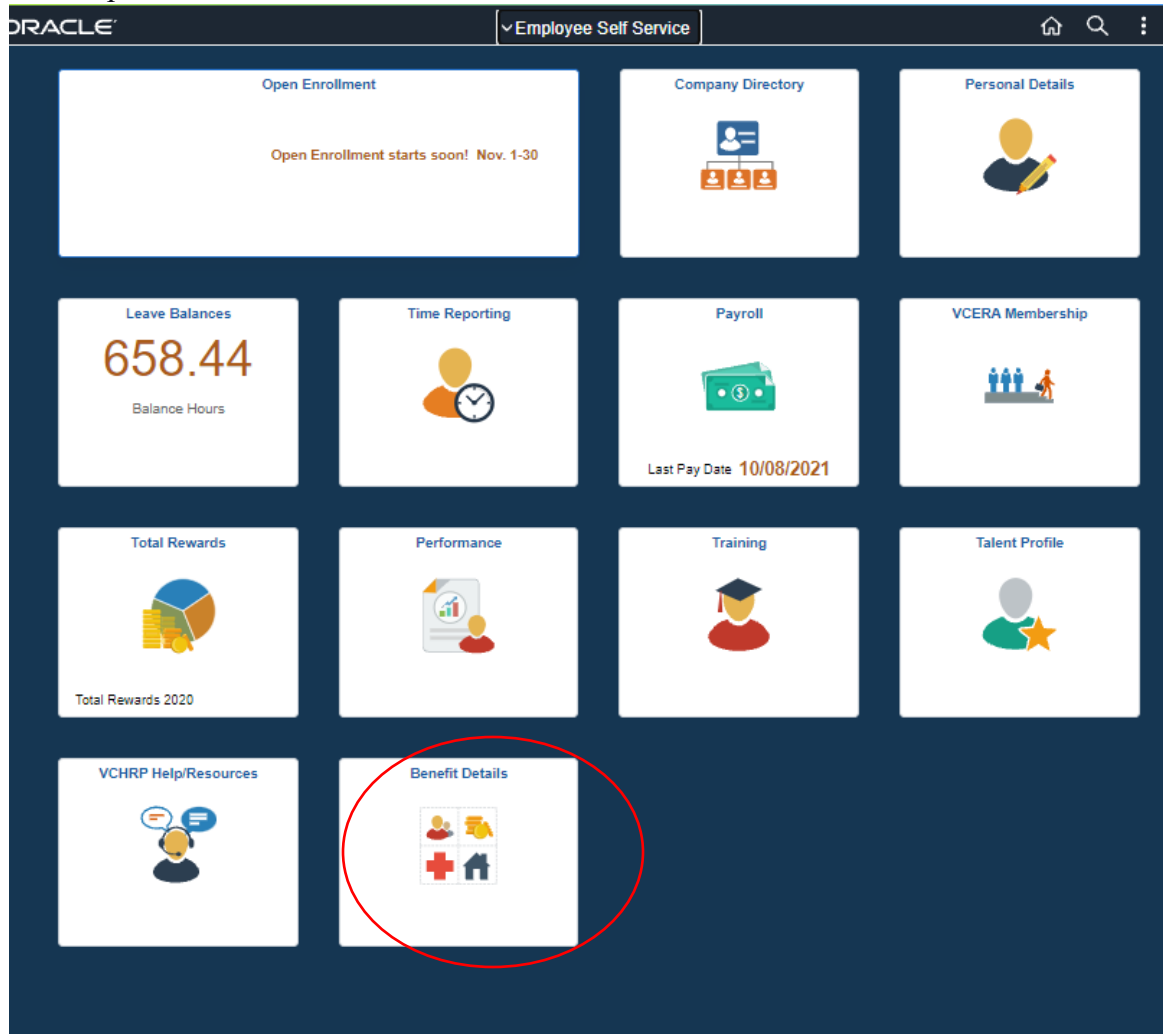 ORACLE
Employee Self Service
Open Enrollment
Company Directory
Personal Details
Open Enrollment starts soon! Nov. 1-30
Leave Balances
Time Reporting
Payroll
VCERA Membership
658.44
Balance Hours
Last Pay Date 10/08/2021
Total Rewards
Performance
Training
Talent Profile
Total Rewards 2020
VCHRP Help/Resources
Benefit Details